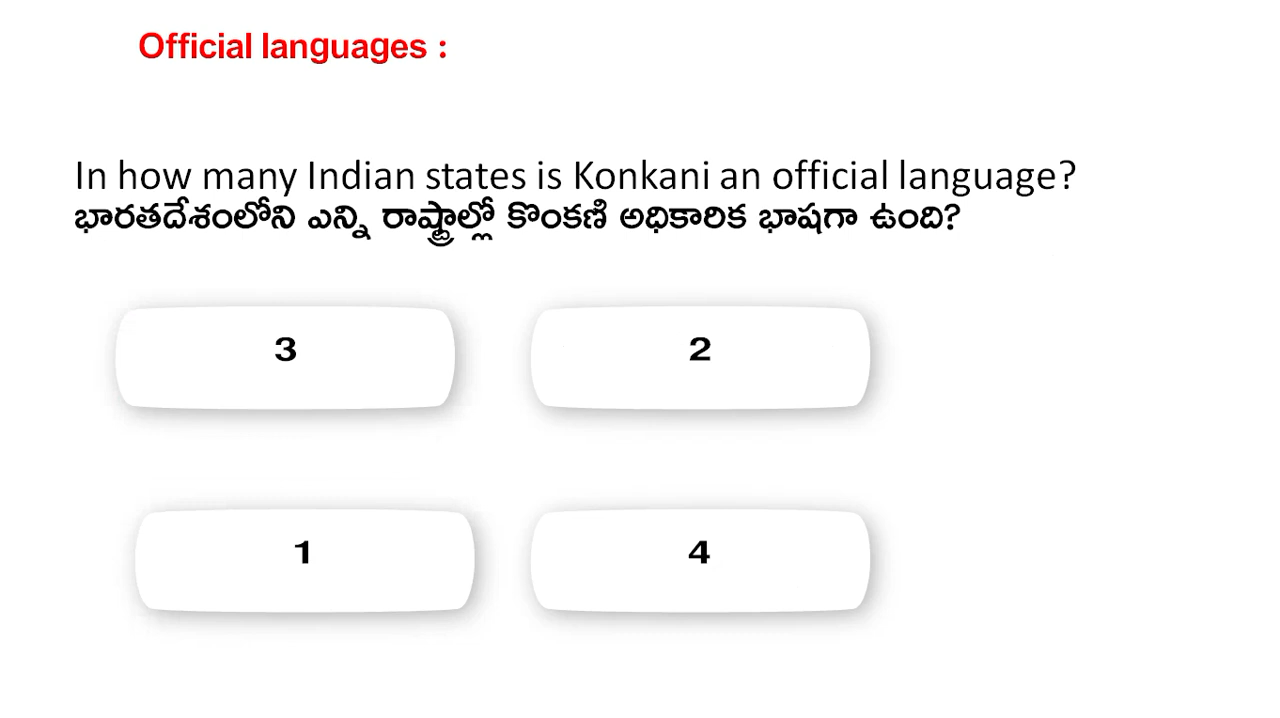 Official languages :
In how many Indian states is Konkani an official language?
భారతదేశంలోని ఎన్ని రాష్ట్రాల్లో కొంకణి అధికారిక భాషగా ఉంది?
3
2
1
4